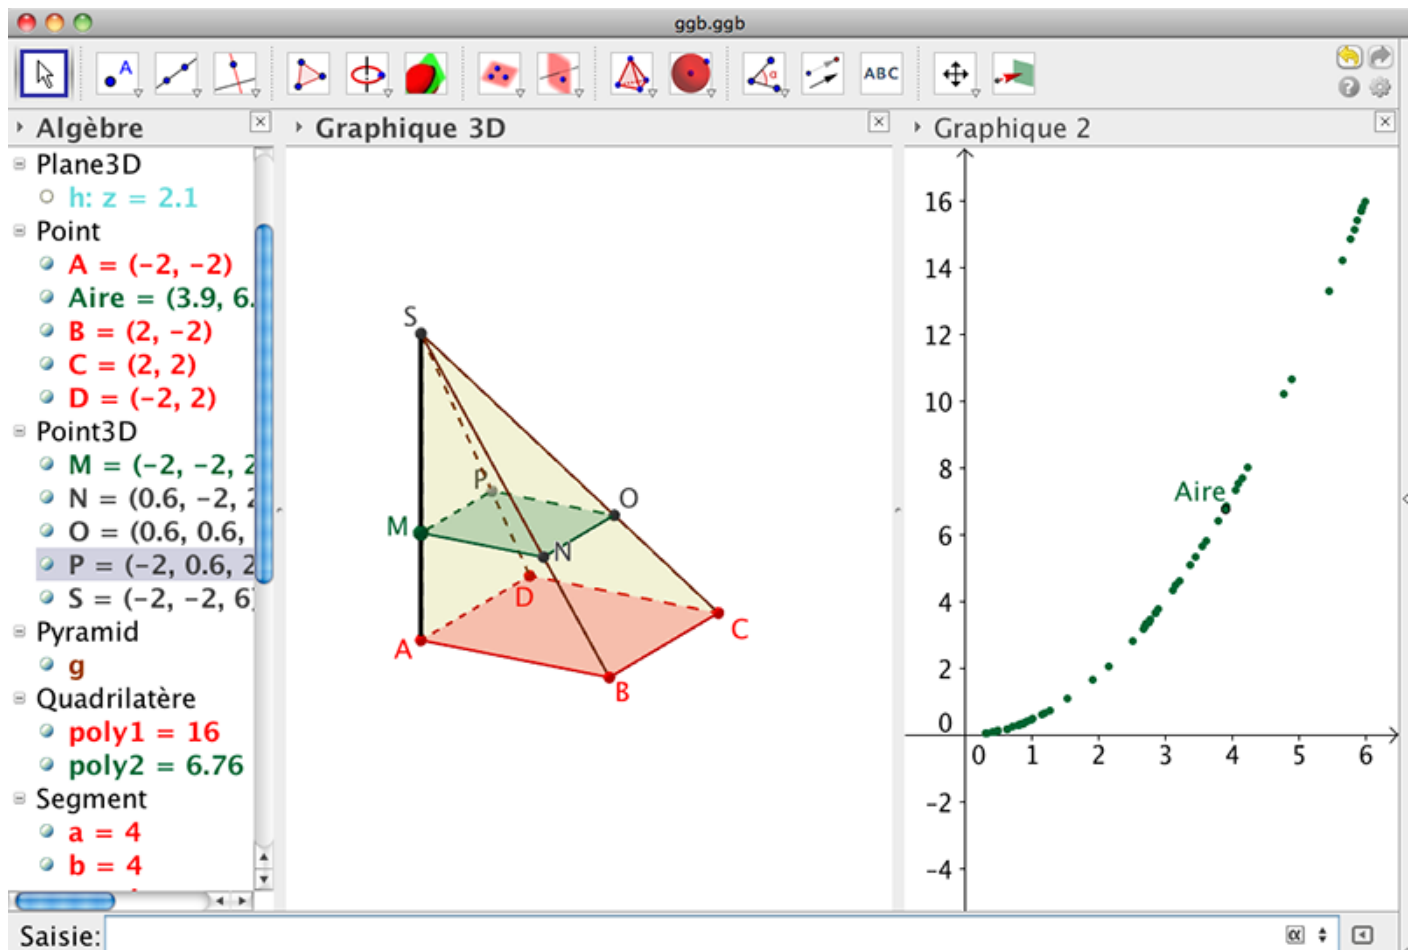 ggb.ggb
A
α
ABC
Algèbre
Plane3D
h: z = 2.1
Point
A = (-2, -2)
Aire = (3.9, 6.
B = (2, -2)
C = (2, 2)
D = (-2, 2)
Point3D
M = (-2, -2, 2
N = (0.6, -2, 2
O = (0.6, 0.6,
P = (-2, 0.6, 2
S = (-2, -2, 6)
Pyramid
g
Quadrilatère
poly1 = 16
poly2 = 6.76
Segment
a = 4
b = 4
Graphique 3D
S
P
O
M
N
D
C
A
B
Graphique 2
16
14
12
10
8
Aire
6
4
2
0
0 1 2 3 4 5 6
-2
-4
Saisie:
α